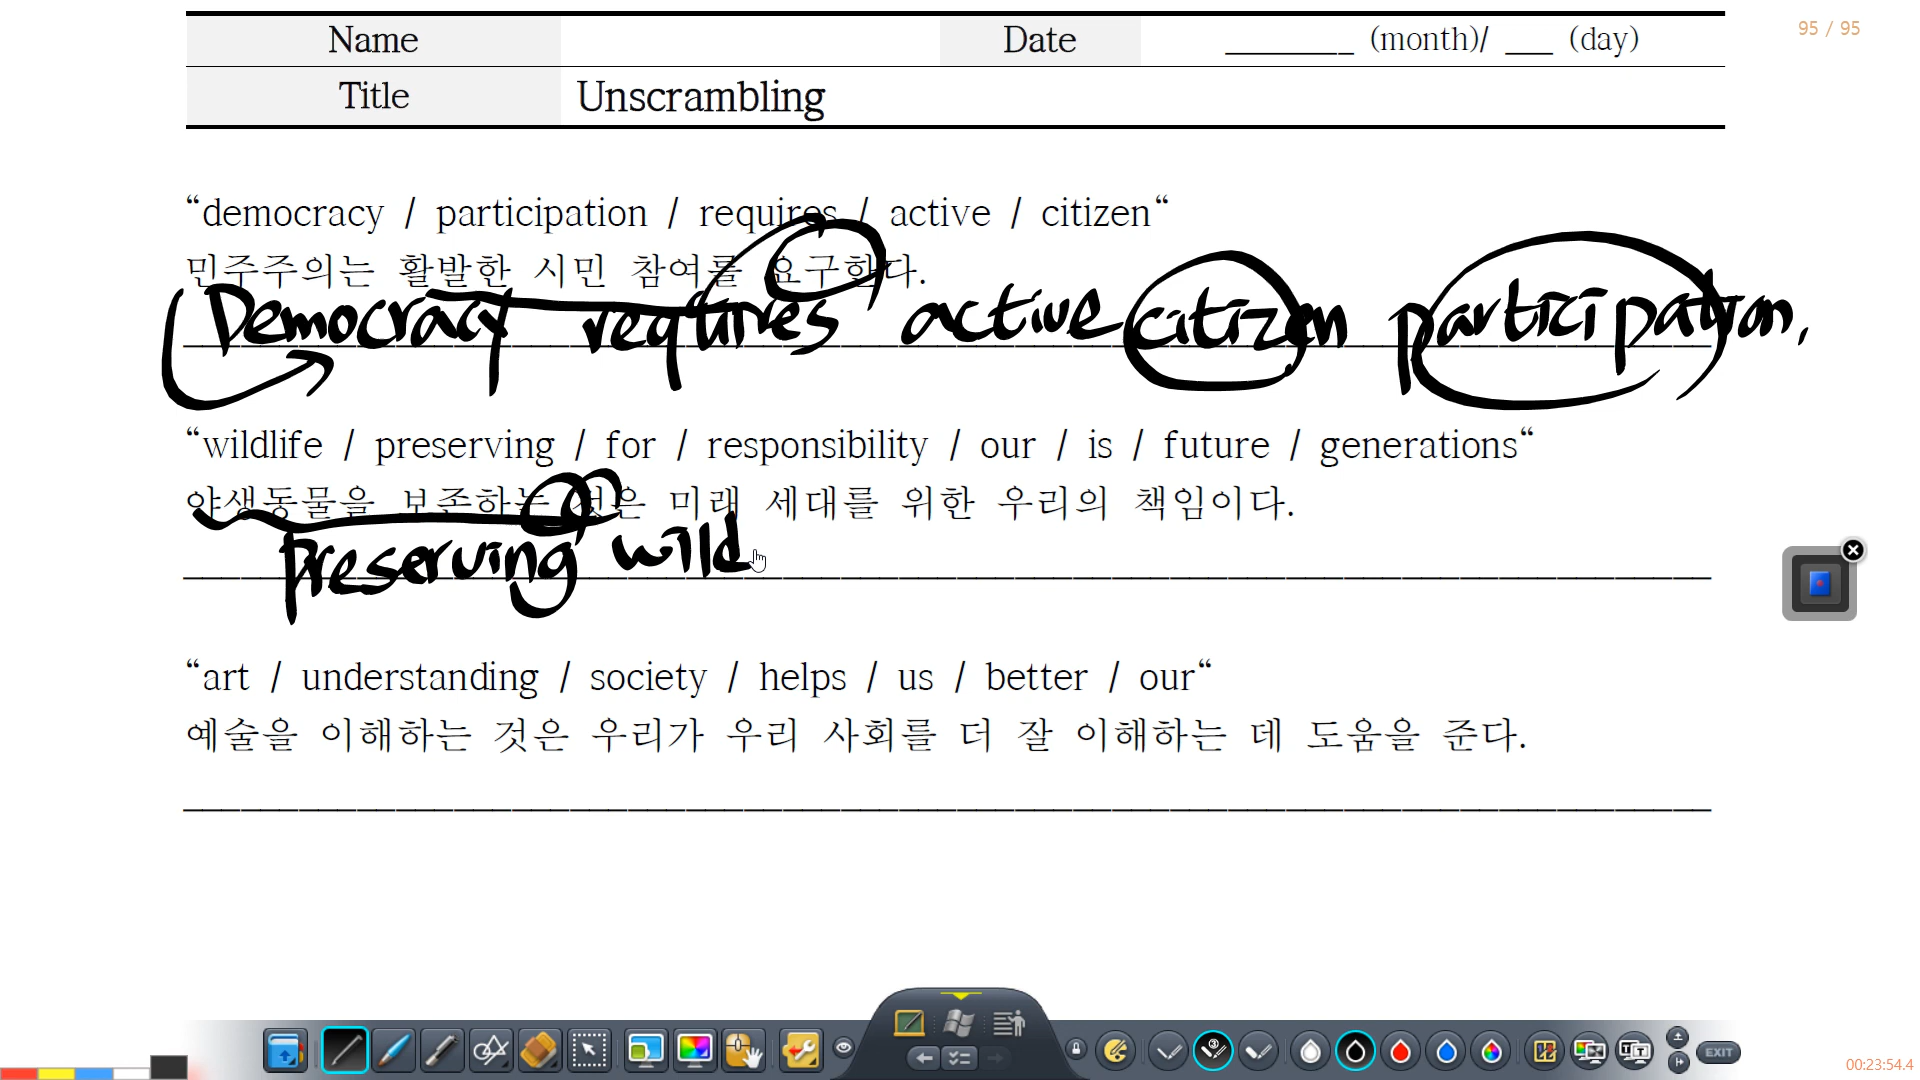 Name Date ________ (month)/ ___ (day)
95 / 95
Title Unscrambling
“democracy / participation / requires / active / citizen“
민주주의는 활발한 시민 참여를 요구한다.
Democracy requires active citizen participation.
“wildlife / preserving / for / responsibility / our / is / future / generations“
야생동물을 보존하는 것은 미래 세대를 위한 우리의 책임이다.
preserving wild
“art / understanding / society / helps / us / better / our“
예술을 이해하는 것은 우리가 우리 사회를 더 잘 이해하는 데 도움을 준다.
EXIT
00:23:54.4